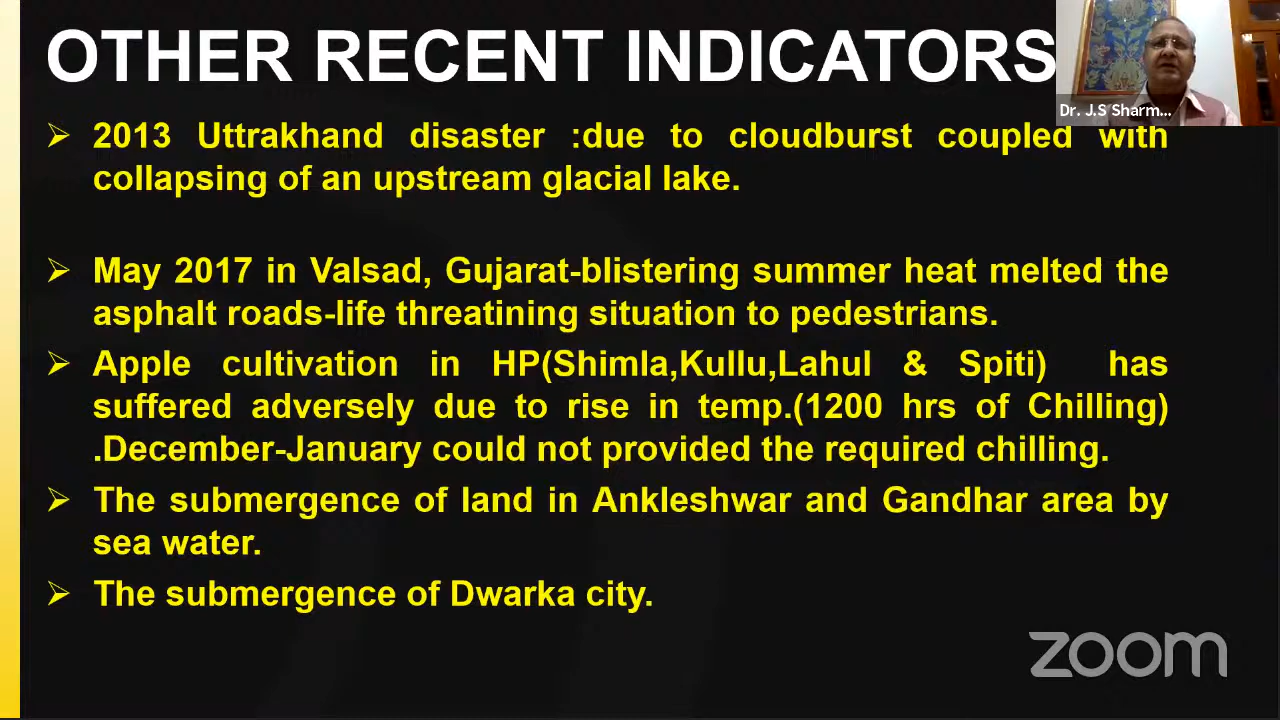 OTHER RECENT INDICATORS
Dr. J.S Sharm...
➢ 2013 Uttrakhand disaster :due to cloudburst coupled with
collapsing of an upstream glacial lake.
➢ May 2017 in Valsad, Gujarat-blistering summer heat melted the
asphalt roads-life threatining situation to pedestrians.
➢ Apple cultivation in HP(Shimla,Kullu,Lahul & Spiti) has
suffered adversely due to rise in temp.(1200 hrs of Chilling)
.December-January could not provided the required chilling.
➢ The submergence of land in Ankleshwar and Gandhar area by
sea water.
➢ The submergence of Dwarka city.
zoom